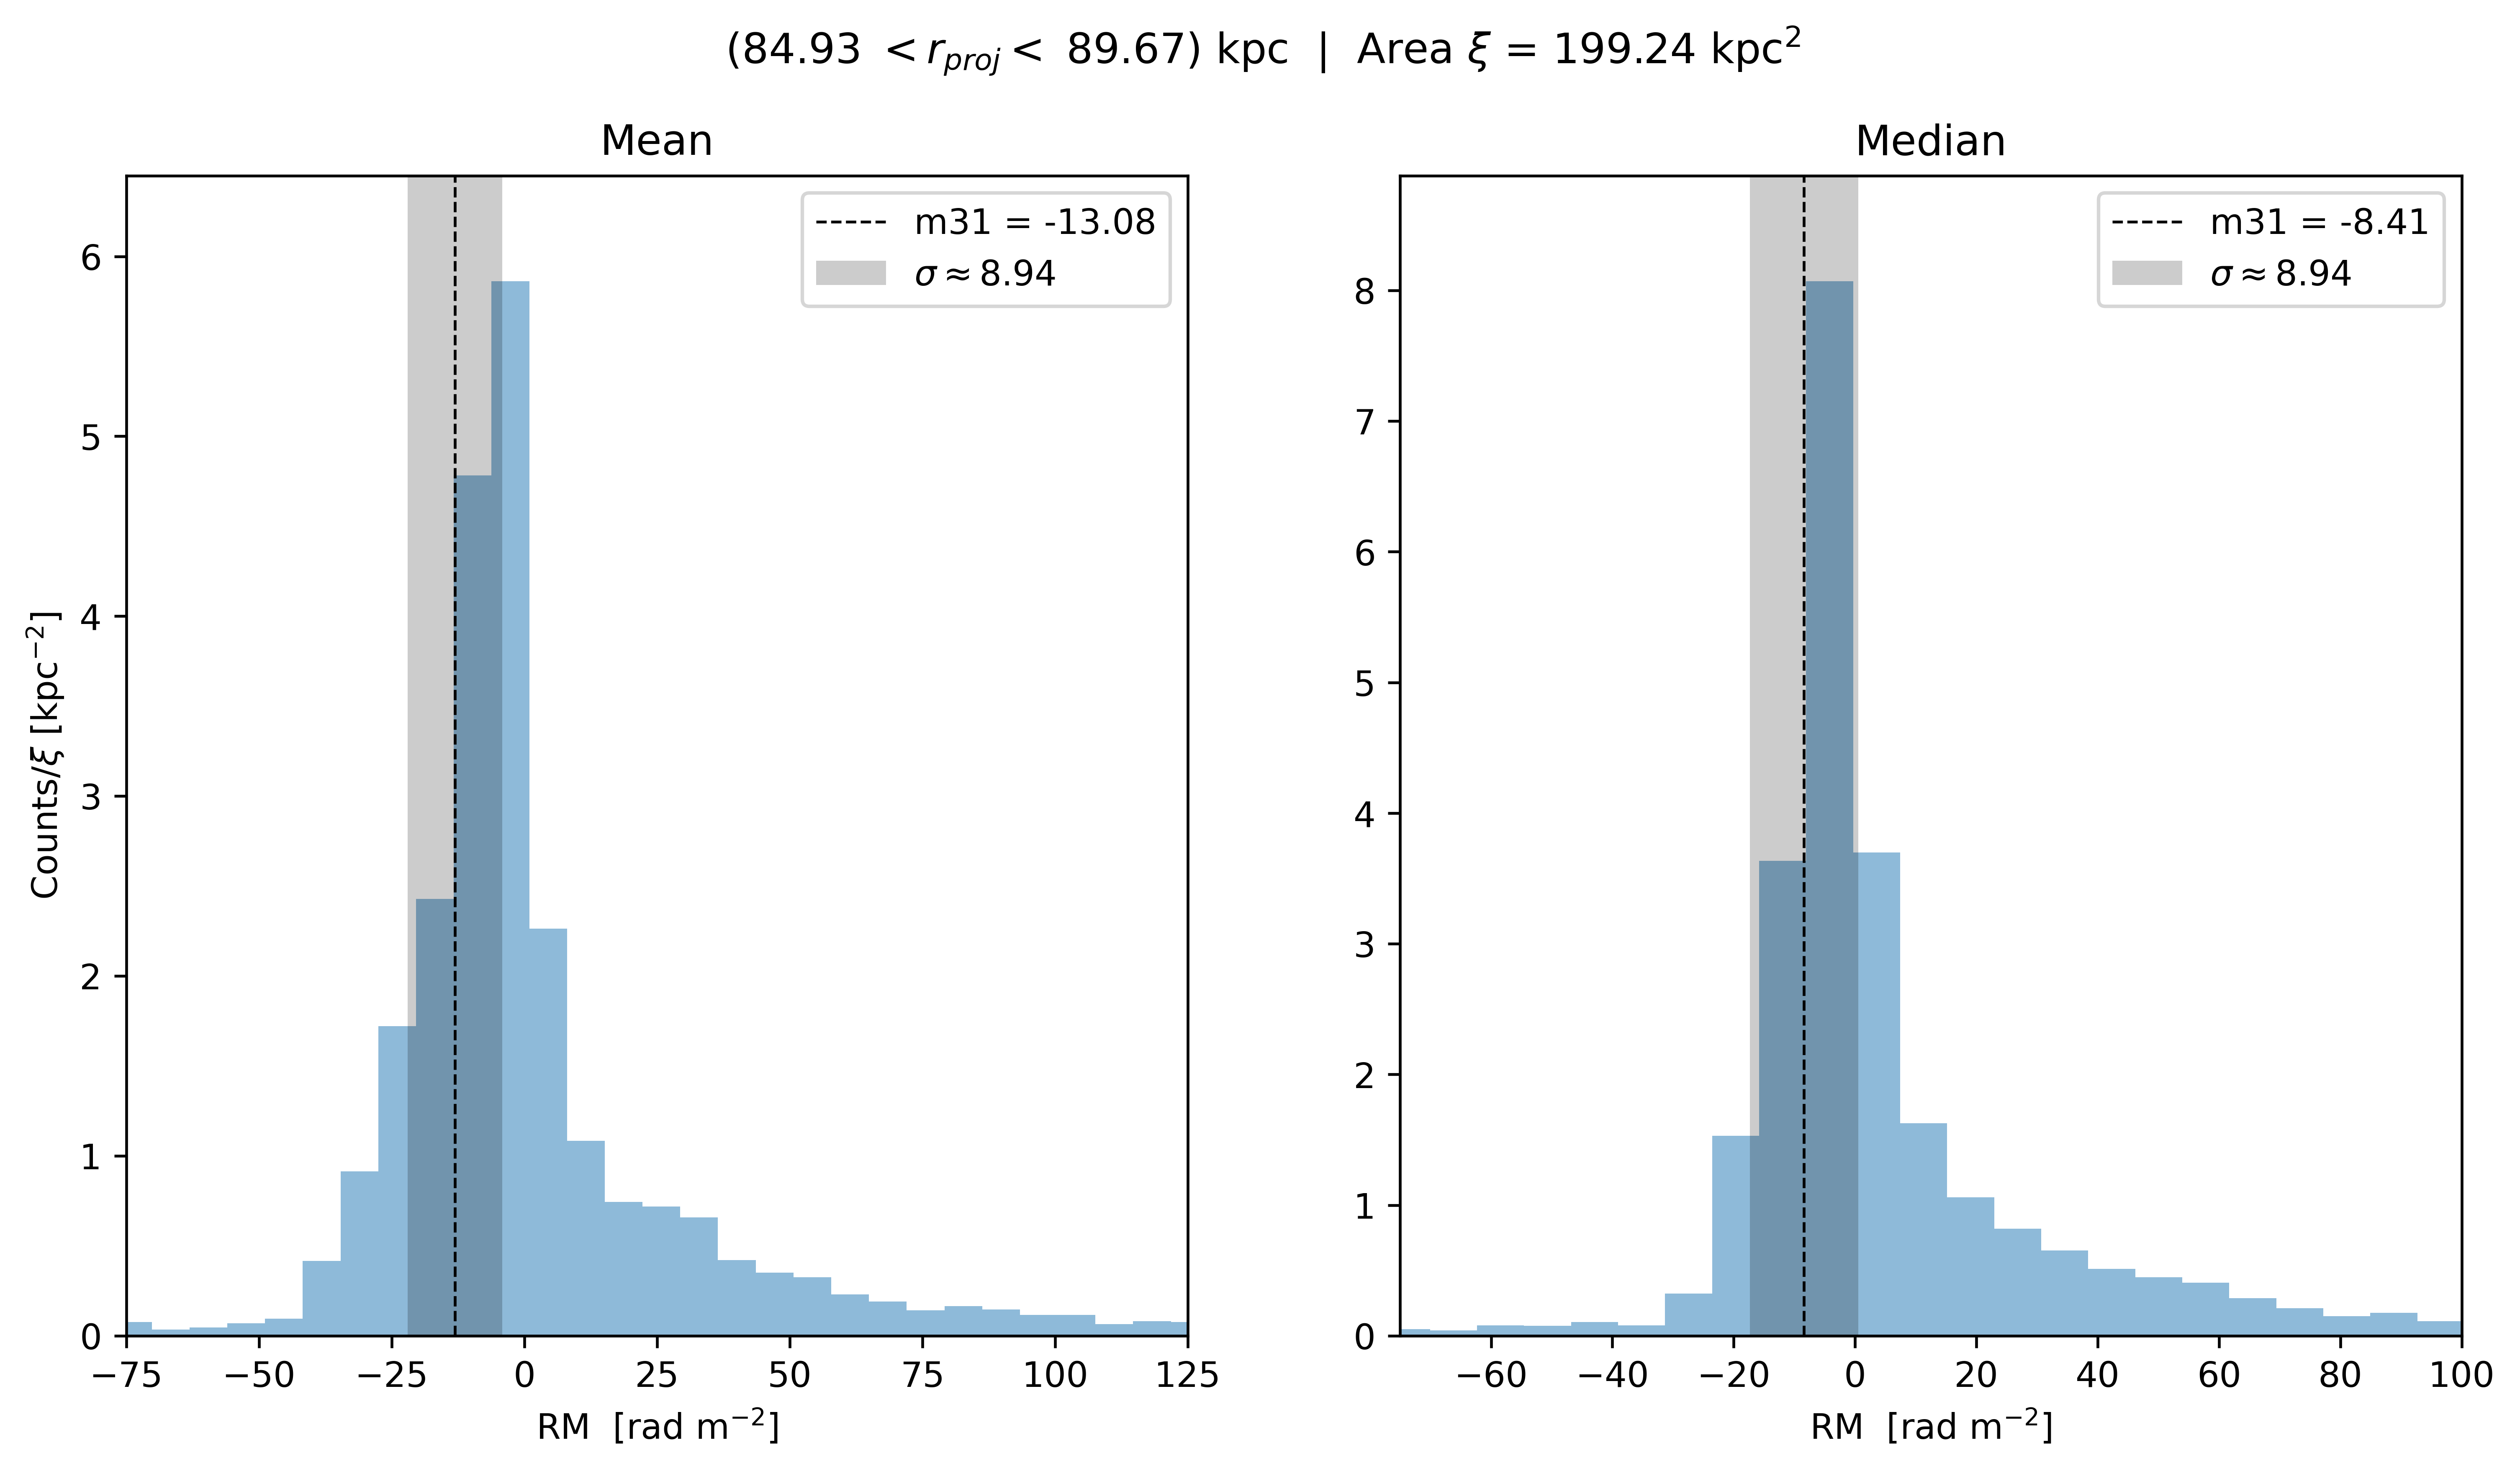 (84.93 < r_proj < 89.67) kpc | Area ξ = 199.24 kpc²
Mean
m31 = -13.08
σ ≈ 8.94
6
5
4
3
2
1
0
Counts/ξ [kpc⁻²]
−75 −50 −25 0 25 50 75 100 125
RM [rad m⁻²]
Median
m31 = -8.41
σ ≈ 8.94
8
7
6
5
4
3
2
1
0
−60 −40 −20 0 20 40 60 80 100
RM [rad m⁻²]